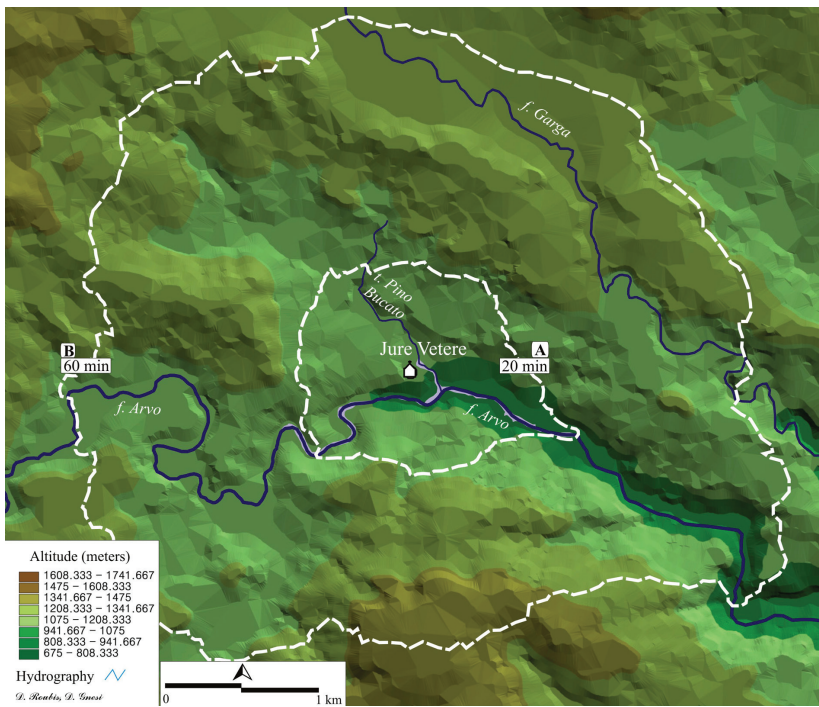 f. Garga
t. Pino
Bucato
Jure Vetere
A
20 min
B
60 min
f. Arvo
f. Arvo
Altitude (meters)
1608.333 – 1741.667
1475 – 1608.333
1341.667 – 1475
1208.333 – 1341.667
1075 – 1208.333
941.667 – 1075
808.333 – 941.667
675 – 808.333
Hydrography
D. Roubis, D. Gnesi
0
1 km